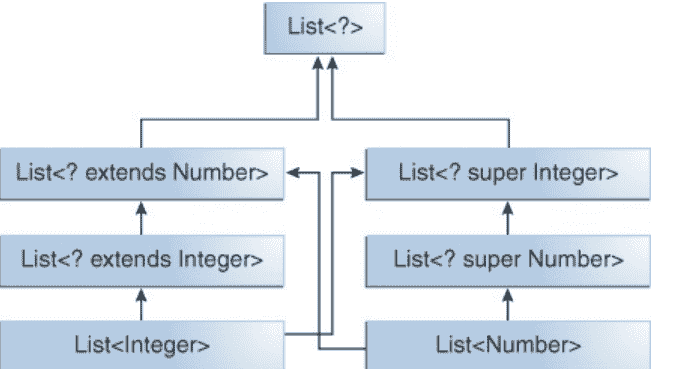 List<?>
List<? extends Number>
List<? super Integer>
List<? extends Integer>
List<? super Number>
List<Integer>
List<Number>